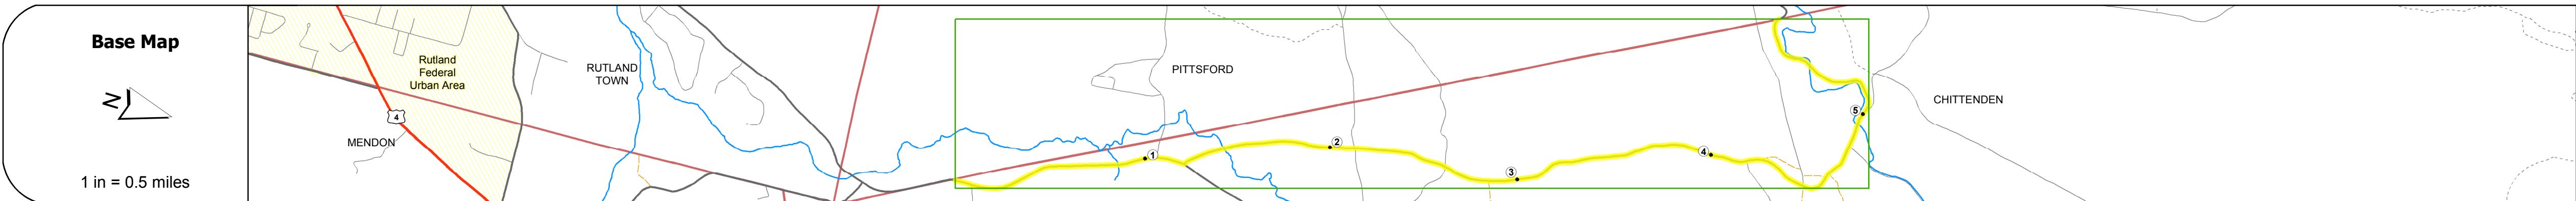 Base Map
N
1 in = 0.5 miles
Rutland
Federal
Urban Area
4
MENDON
RUTLAND
TOWN
PITTSFORD
1
2
3
4
5
CHITTENDEN